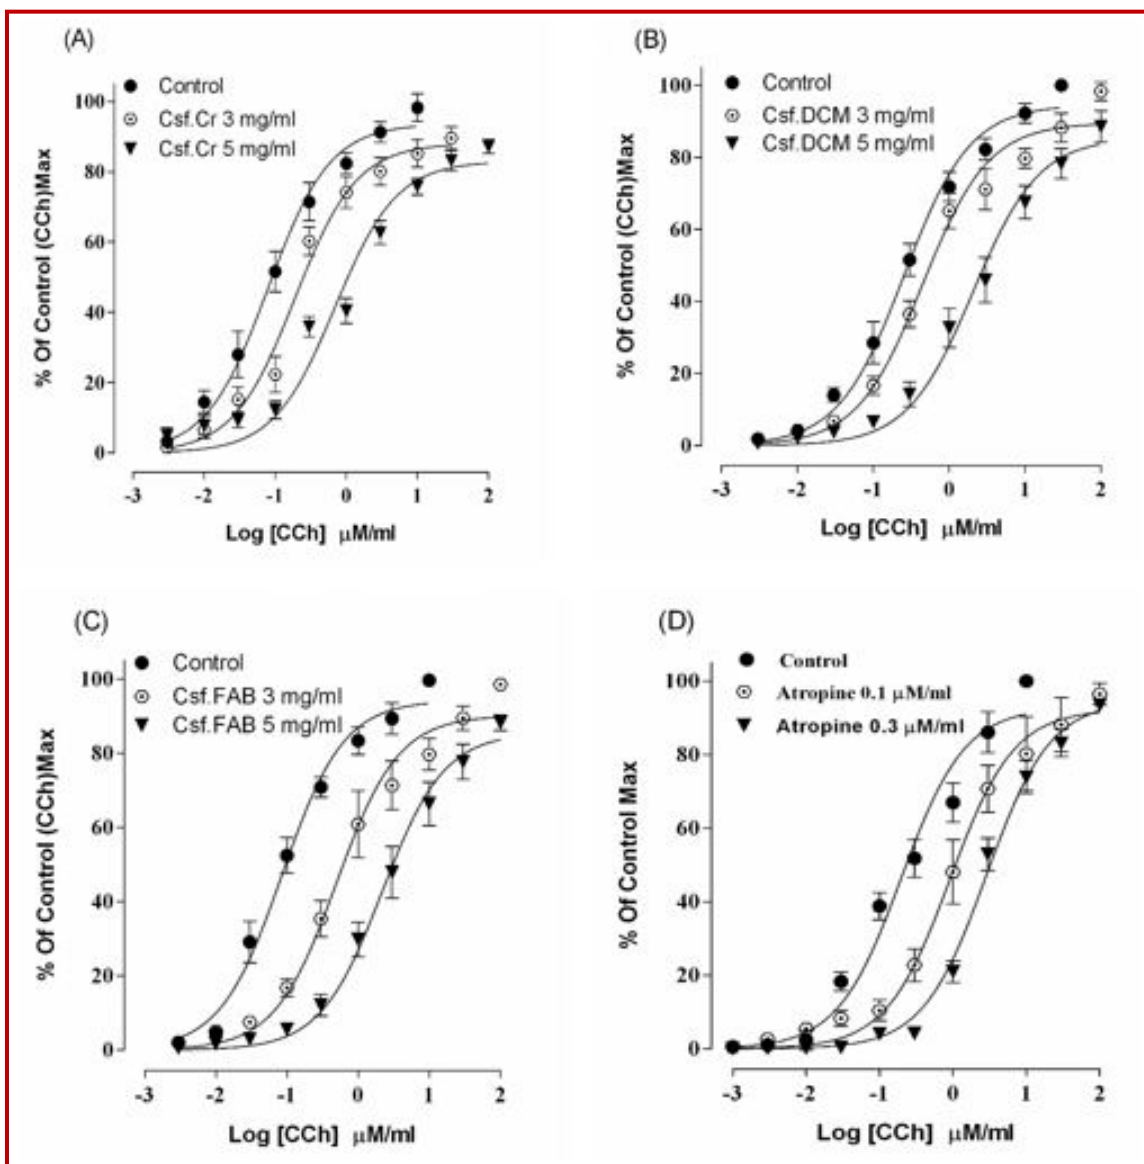 (A)
Control
Csf.Cr 3 mg/ml
Csf.Cr 5 mg/ml
100
80
60
40
20
0
% Of Control (CCh)Max
-3 -2 -1 0 1 2
Log [CCh] μM/ml
(B)
Control
Csf.DCM 3 mg/ml
Csf.DCM 5 mg/ml
100
80
60
40
20
0
% Of Control (CCh)Max
-3 -2 -1 0 1 2
Log [CCh] μM/ml
(C)
Control
Csf.FAB 3 mg/ml
Csf.FAB 5 mg/ml
100
80
60
40
20
0
% Of Control (CCh)Max
-3 -2 -1 0 1 2
Log [CCh] μM/ml
(D)
Control
Atropine 0.1 μM/ml
Atropine 0.3 μM/ml
100
80
60
40
20
0
% Of Control Max
-3 -2 -1 0 1 2
Log [CCh] μM/ml